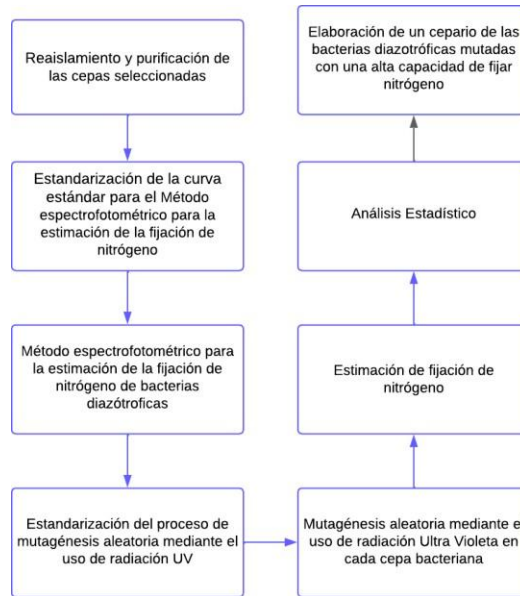 Reaislamiento y purificación de
las cepas seleccionadas
Estandarización de la curva
estándar para el Método
espectrofotométrico para la
estimación de la fijación de
nitrógeno
Método espectrofotométrico para
la estimación de la fijación de
nitrógeno de bacterias
diazótroficas
Estandarización del proceso de
mutagénesis aleatoria mediante el
uso de radiación UV
Mutagénesis aleatoria mediante e
uso de radiación Ultra Violeta en
cada cepa bacteriana
Estimación de fijación de
nitrógeno
Análisis Estadístico
Elaboración de un cepario de las
bacterias diazotróficas mutadas
con una alta capacidad de fijar
nitrógeno